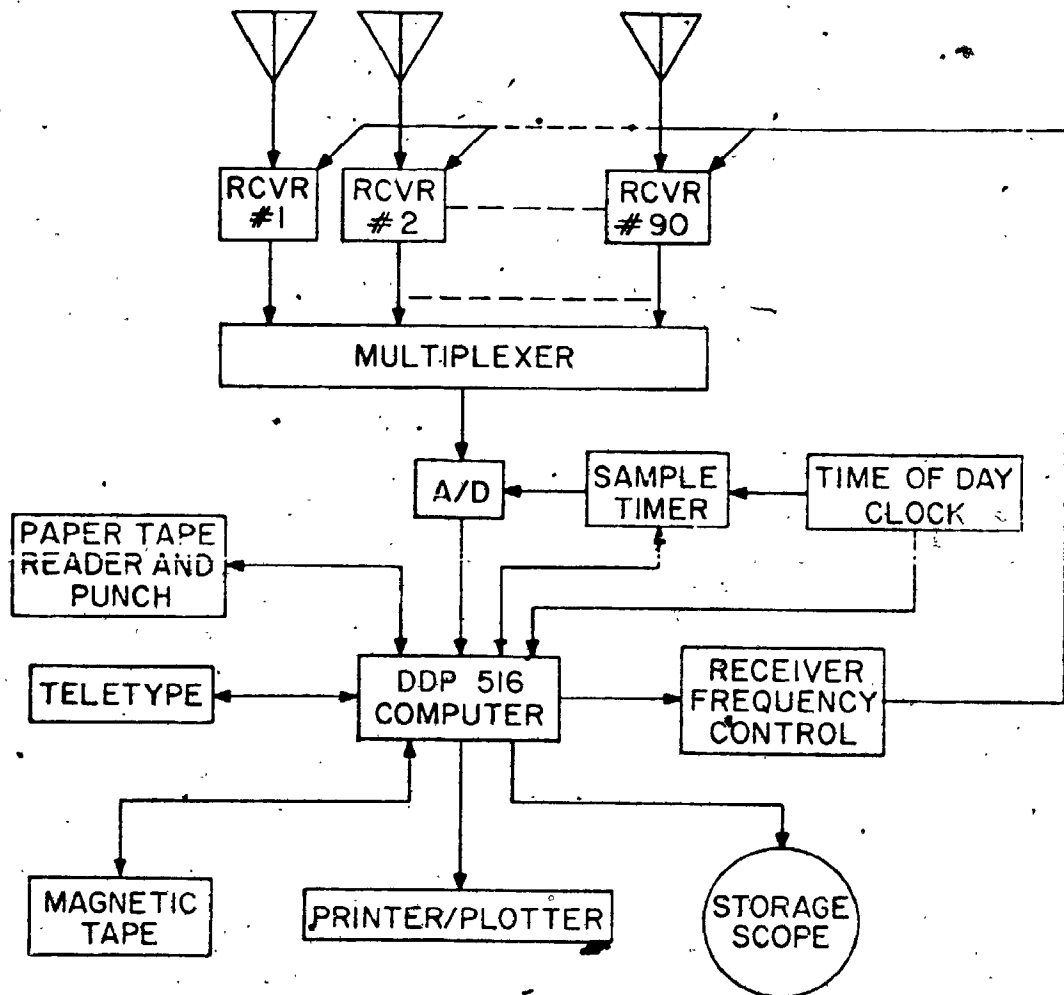 RCVR
#1
RCVR
#2
RCVR
#90
MULTIPLEXER
A/D
SAMPLE
TIMER
TIME OF DAY
CLOCK
PAPER TAPE
READER AND
PUNCH
TELETYPE
DDP 516
COMPUTER
RECEIVER
FREQUENCY
CONTROL
MAGNETIC
TAPE
PRINTER/PLOTTER
STORAGE
SCOPE